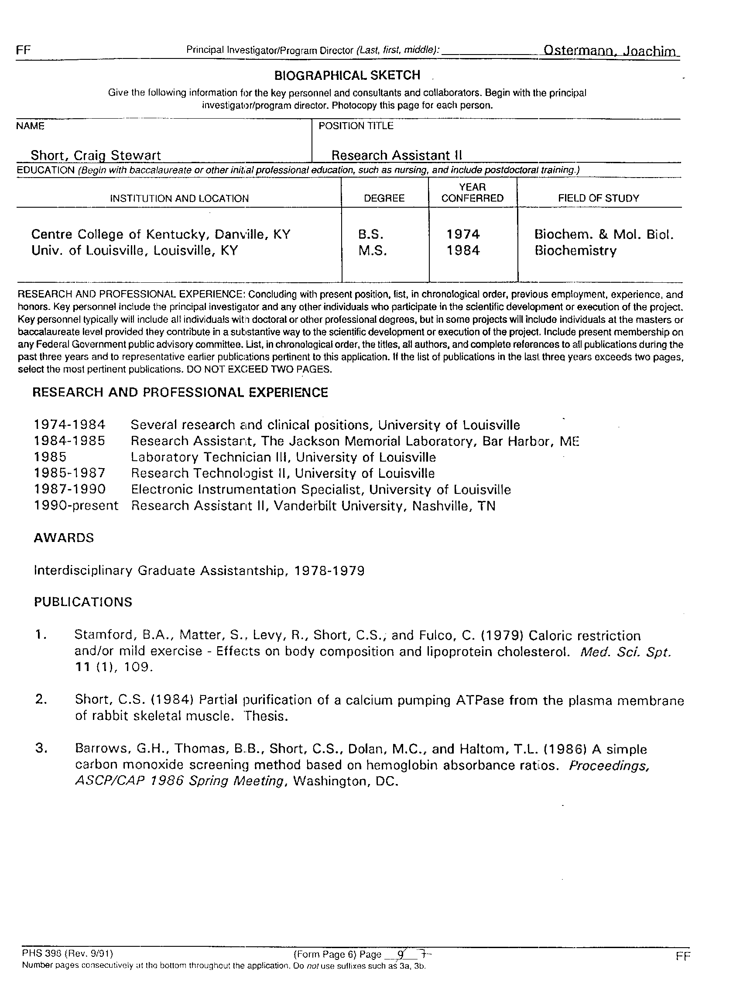 FF Principal Investigator/Program Director (Last, first, middle): Ostermann, Joachim
BIOGRAPHICAL SKETCH
Give the following information for the key personnel and consultants and collaborators. Begin with the principal
investigator/program director. Photocopy this page for each person.
NAME POSITION TITLE
Short, Craig Stewart Research Assistant II
EDUCATION (Begin with baccalaureate or other initial professional education, such as nursing, and include postdoctoral training.)
INSTITUTION AND LOCATION DEGREE YEAR CONFERRED FIELD OF STUDY
Centre College of Kentucky, Danville, KY B.S. 1974 Biochem. & Mol. Biol.
Univ. of Louisville, Louisville, KY M.S. 1984 Biochemistry
RESEARCH AND PROFESSIONAL EXPERIENCE: Concluding with present position, list, in chronological order, previous employment, experience, and
honors. Key personnel include the principal investigator and any other individuals who participate in the scientific development or execution of the project.
Key personnel typically will include all individuals with doctoral or other professional degrees, but in some projects will include individuals at the masters or
baccalaureate level provided they contribute in a substantive way to the scientific development or execution of the project. Include present membership on
any Federal Government public advisory committee. List, in chronological order, the titles, all authors, and complete references to all publications during the
past three years and to representative earlier publications pertinent to this application. If the list of publications in the last three years exceeds two pages,
select the most pertinent publications. DO NOT EXCEED TWO PAGES.
RESEARCH AND PROFESSIONAL EXPERIENCE
1974-1984 Several research and clinical positions, University of Louisville
1984-1985 Research Assistant, The Jackson Memorial Laboratory, Bar Harbor, ME
1985 Laboratory Technician III, University of Louisville
1985-1987 Research Technologist II, University of Louisville
1987-1990 Electronic Instrumentation Specialist, University of Louisville
1990-present Research Assistant II, Vanderbilt University, Nashville, TN
AWARDS
Interdisciplinary Graduate Assistantship, 1978-1979
PUBLICATIONS
1. Stamford, B.A., Matter, S., Levy, R., Short, C.S., and Fulco, C. (1979) Caloric restriction
and/or mild exercise - Effects on body composition and lipoprotein cholesterol. Med. Sci. Spt.
11 (1), 109.
2. Short, C.S. (1984) Partial purification of a calcium pumping ATPase from the plasma membrane
of rabbit skeletal muscle. Thesis.
3. Barrows, G.H., Thomas, B.B., Short, C.S., Dolan, M.C., and Haltom, T.L. (1986) A simple
carbon monoxide screening method based on hemoglobin absorbance ratios. Proceedings,
ASCP/CAP 1986 Spring Meeting, Washington, DC.
PHS 398 (Rev. 9/91) (Form Page 6) Page 9 7 FF
Number pages consecutively at the bottom throughout the application. Do not use suffixes such as 3a, 3b.